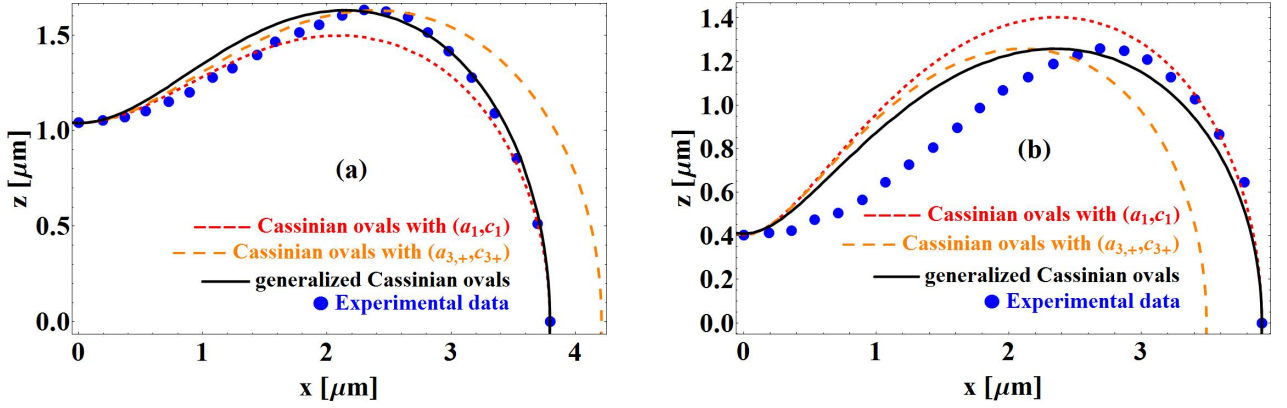 1.5
1.0
0.5
0.0
z [μm]
(a)
Cassinian ovals with (a₁,c₁)
Cassinian ovals with (a₃,₊,c₃₊)
generalized Cassinian ovals
Experimental data
0 1 2 3 4
x [μm]
1.4
1.2
1.0
0.8
0.6
0.4
0.2
0.0
z [μm]
(b)
Cassinian ovals with (a₁,c₁)
Cassinian ovals with (a₃,₊,c₃₊)
generalized Cassinian ovals
Experimental data
0 1 2 3
x [μm]